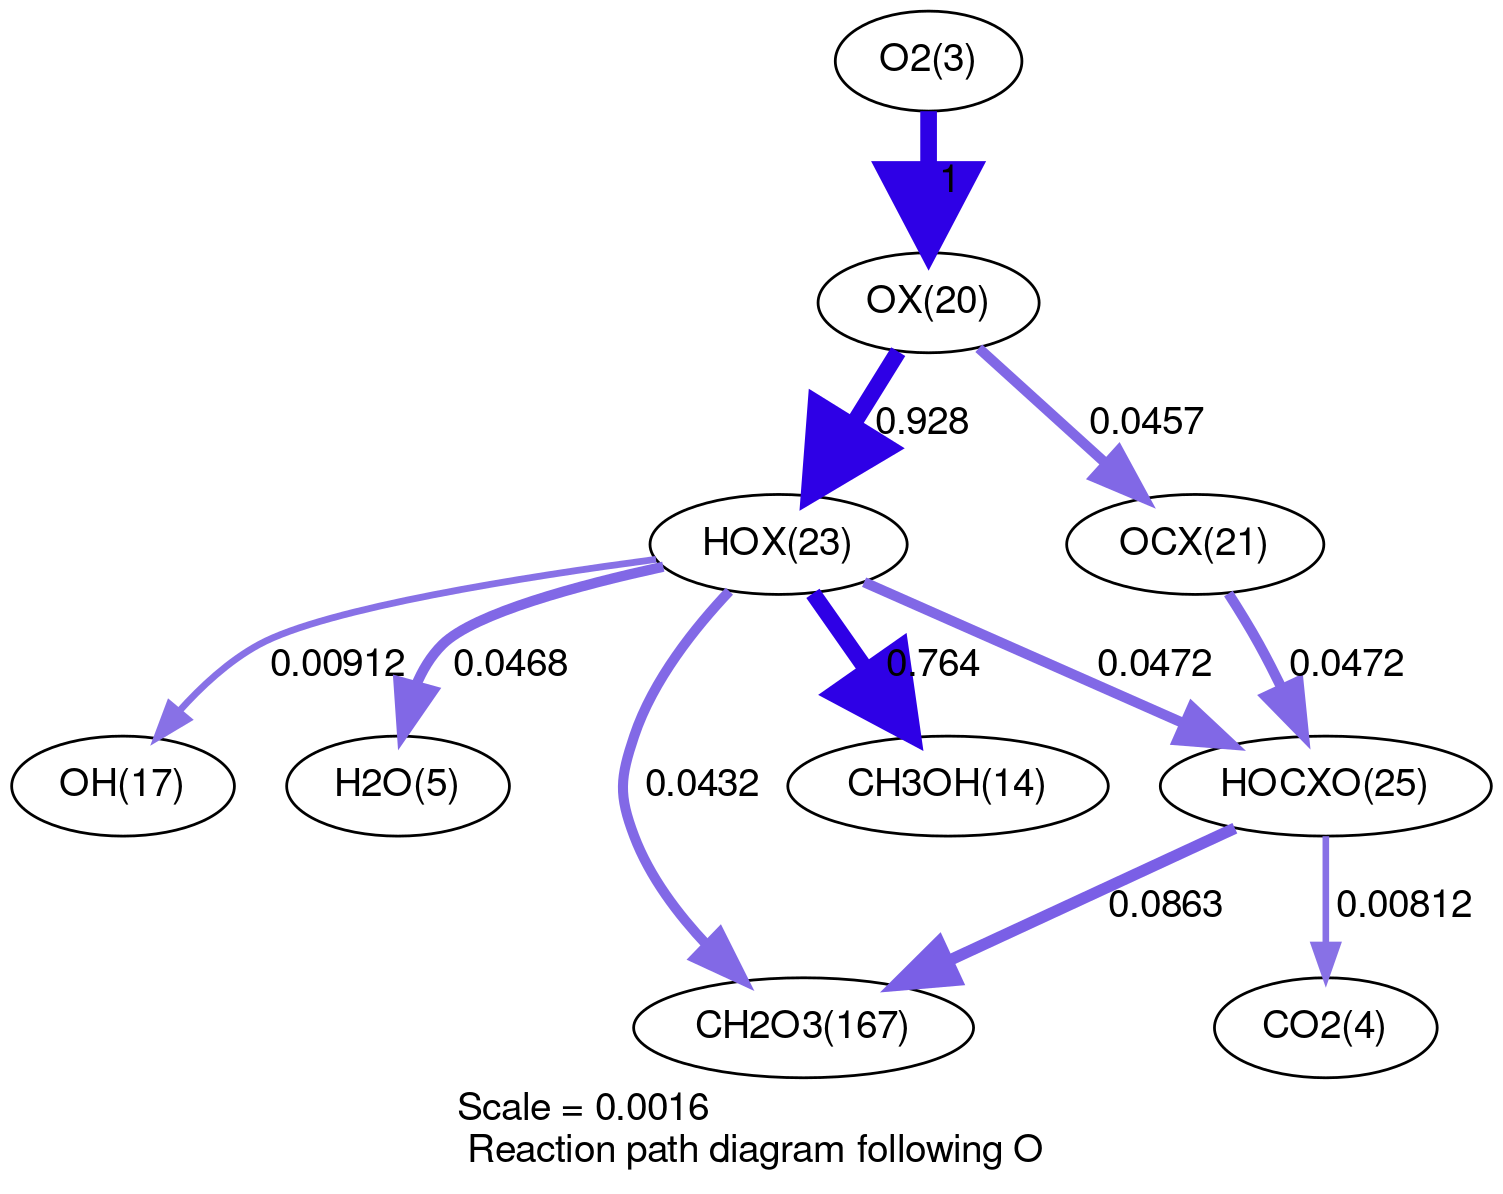 O2(3)
1
OX(20)
0.928
0.0457
HOX(23)
OCX(21)
0.00912
0.0468
0.764
0.0472
0.0472
0.0432
OH(17)
H2O(5)
CH3OH(14)
HOCXO(25)
0.0863
0.00812
CH2O3(167)
CO2(4)
Scale = 0.0016
Reaction path diagram following O